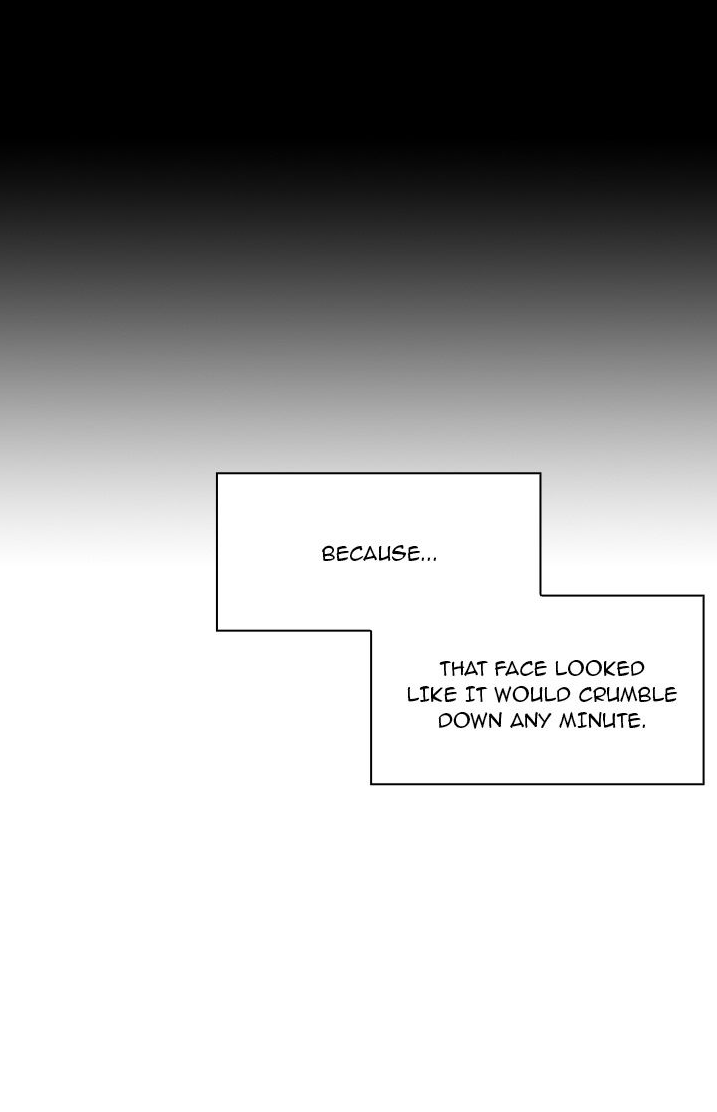 BECAUSE...
THAT FACE LOOKED
LIKE IT WOULD CRUMBLE
DOWN ANY MINUTE.